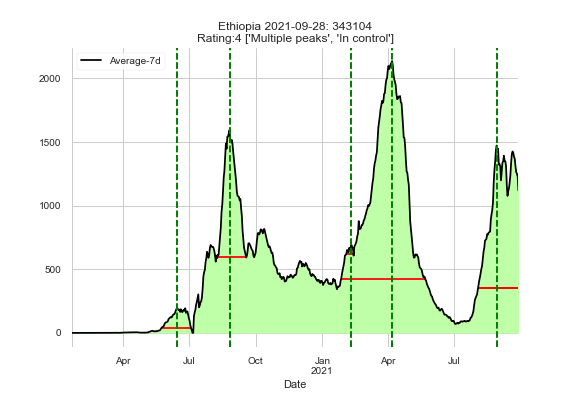 Ethiopia 2021-09-28: 343104
Rating:4 ['Multiple peaks', 'In control']
Average-7d
2000
1500
1000
500
0
Apr
Jul
Oct
Jan
2021
Apr
Jul
Date